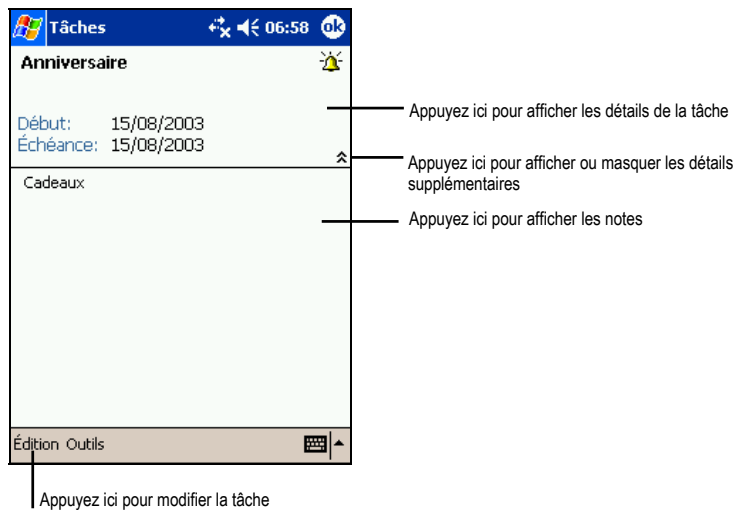 Tâches 06:58 ok
Anniversaire
Début: 15/08/2003
Échéance: 15/08/2003
Cadeaux
Édition Outils
Appuyez ici pour afficher les détails de la tâche
Appuyez ici pour afficher ou masquer les détails
supplémentaires
Appuyez ici pour afficher les notes
Appuyez ici pour modifier la tâche